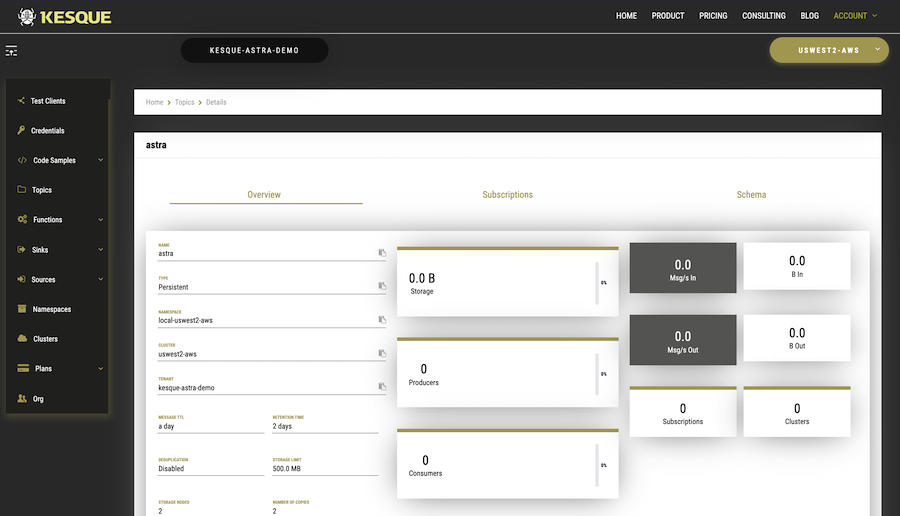 KESQUE
HOME PRODUCT PRICING CONSULTING BLOG ACCOUNT
KESQUE-ASTRA-DEMO
USWEST2-AWS
Test Clients
Credentials
Code Samples
Topics
Functions
Sinks
Sources
Namespaces
Clusters
Plans
Org
Home > Topics > Details
astra
Overview Subscriptions Schema
NAME
astra
TYPE
Persistent
NAMESPACE
local-uswest2-aws
CLUSTER
uswest2-aws
TENANT
kesque-astra-demo
MESSAGE TTL RETENTION TIME
a day 2 days
DEDUPLICATION STORAGE LIMIT
Disabled 500.0 MB
STORAGE NODES NUMBER OF COPIES
2 2
0.0 B
Storage
0%
0
Producers
0%
0
Consumers
0%
0.0
Msg/s In
0.0
B In
0.0
Msg/s Out
0.0
B Out
0
Subscriptions
0
Clusters